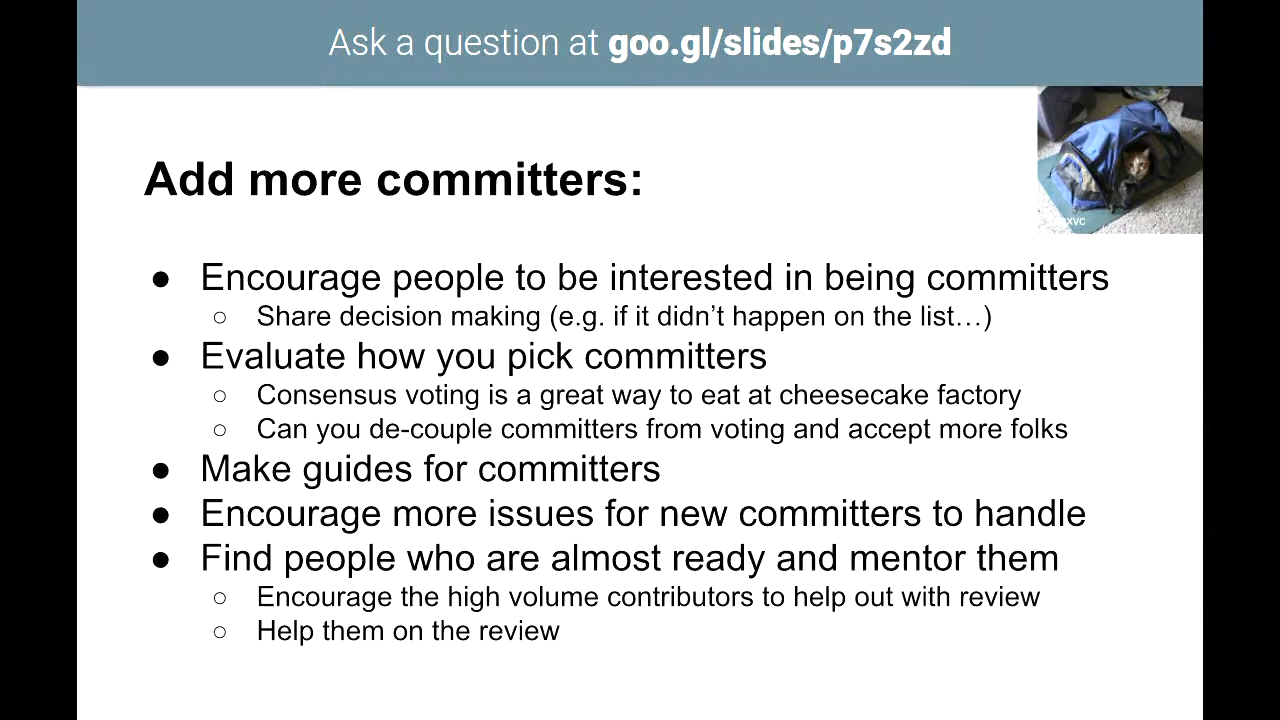 Ask a question at goo.gl/slides/p7s2zd
Add more committers:
● Encourage people to be interested in being committers
○ Share decision making (e.g. if it didn't happen on the list…)
● Evaluate how you pick committers
○ Consensus voting is a great way to eat at cheesecake factory
○ Can you de-couple committers from voting and accept more folks
● Make guides for committers
● Encourage more issues for new committers to handle
● Find people who are almost ready and mentor them
○ Encourage the high volume contributors to help out with review
○ Help them on the review